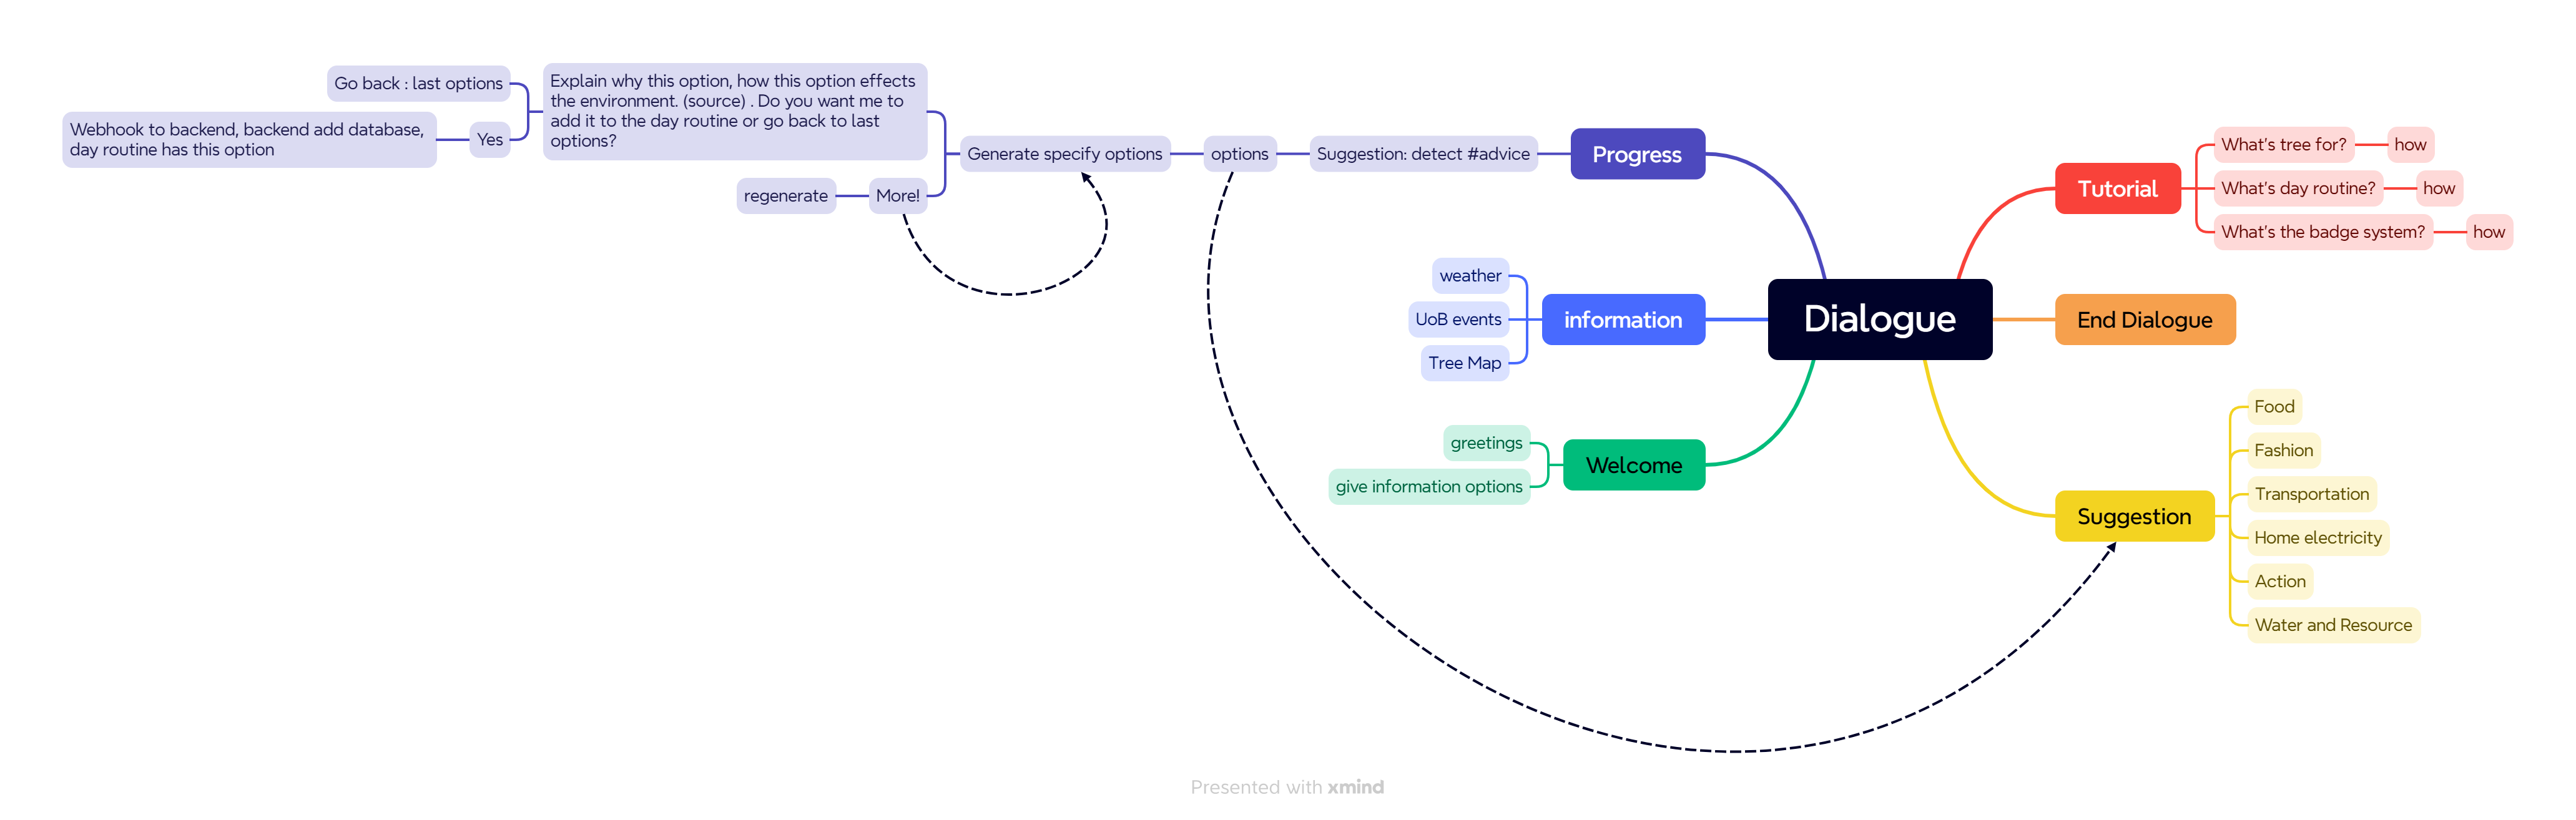 Go back : last options
Webhook to backend, backend add database,
day routine has this option
Yes
Explain why this option, how this option effects
the environment. (source) . Do you want me to
add it to the day routine or go back to last
options?
regenerate
More!
Generate specify options
options
Suggestion: detect #advice
Progress
weather
UoB events
Tree Map
information
greetings
give information options
Welcome
Dialogue
Tutorial
What's tree for?
how
What's day routine?
how
What's the badge system?
how
End Dialogue
Suggestion
Food
Fashion
Transportation
Home electricity
Action
Water and Resource
Presented with xmind